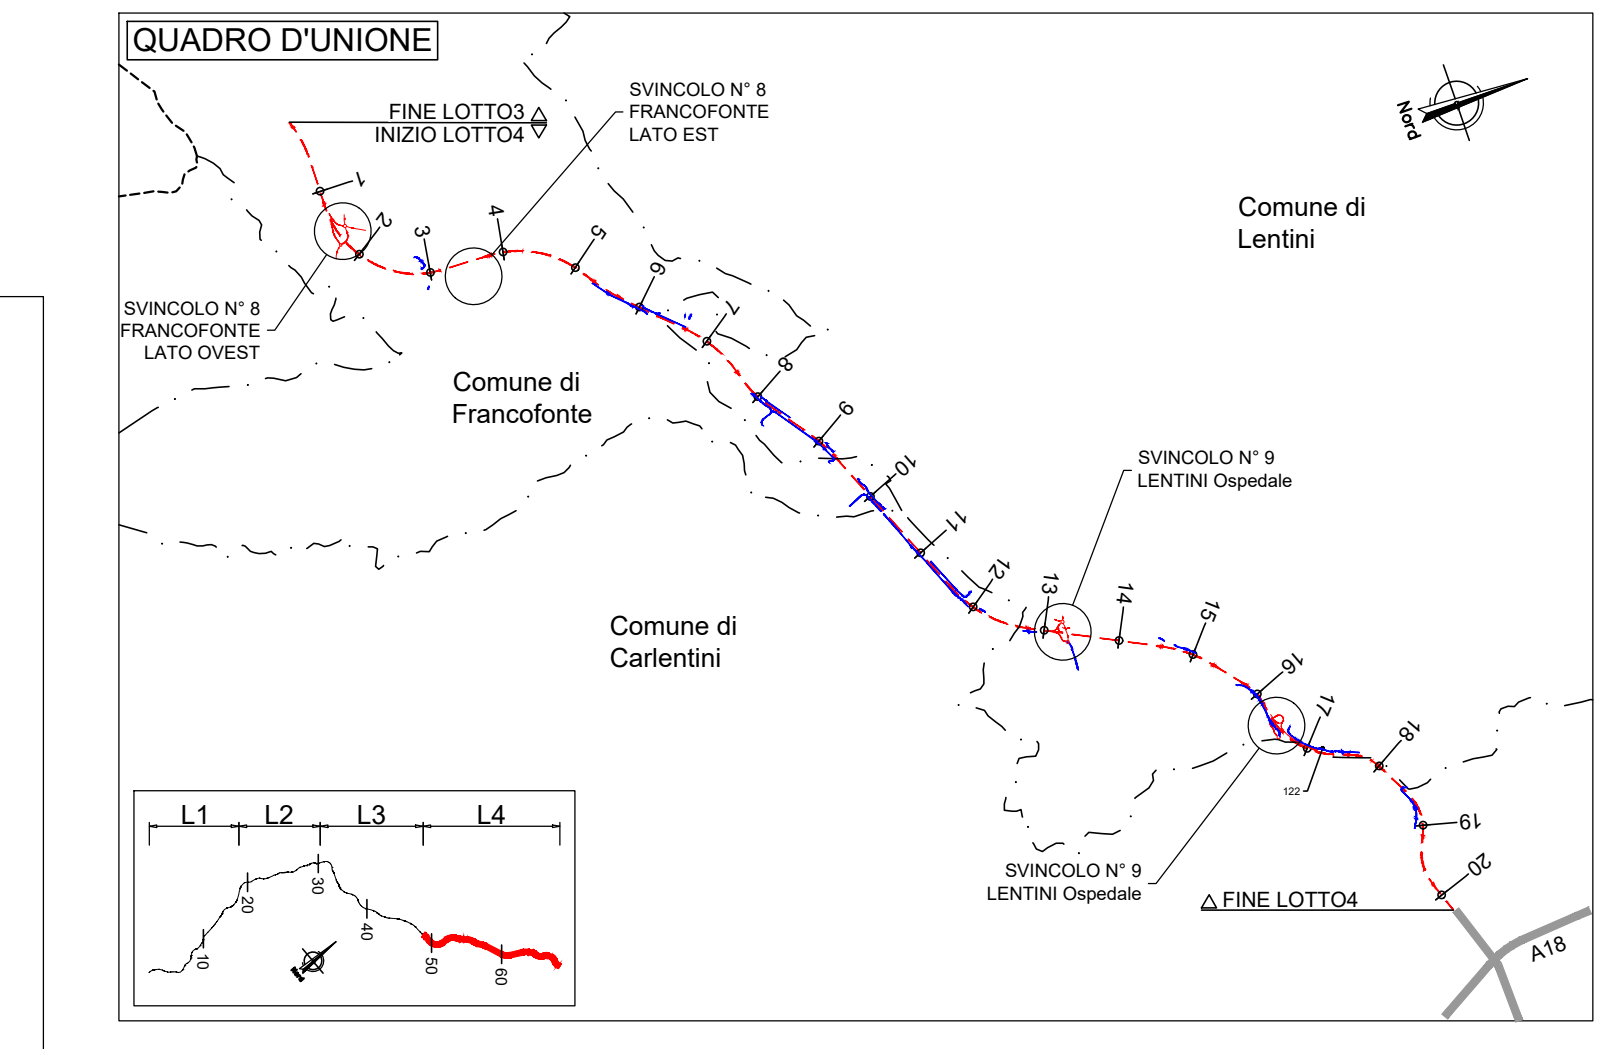 QUADRO D'UNIONE
FINE LOTTO3
INIZIO LOTTO4
SVINCOLO N° 8
FRANCOFONTE
LATO EST
Nord
Comune di
Lentini
1
2
3
4
5
6
7
8
9
10
11
12
13
14
15
16
17
18
19
20
SVINCOLO N° 8
FRANCOFONTE
LATO OVEST
Comune di
Francofonte
SVINCOLO N° 9
LENTINI Ospedale
Comune di
Carlentini
122
SVINCOLO N° 9
LENTINI Ospedale
FINE LOTTO4
A18
L1 L2 L3 L4
10
20
30
40
50
60
Nord